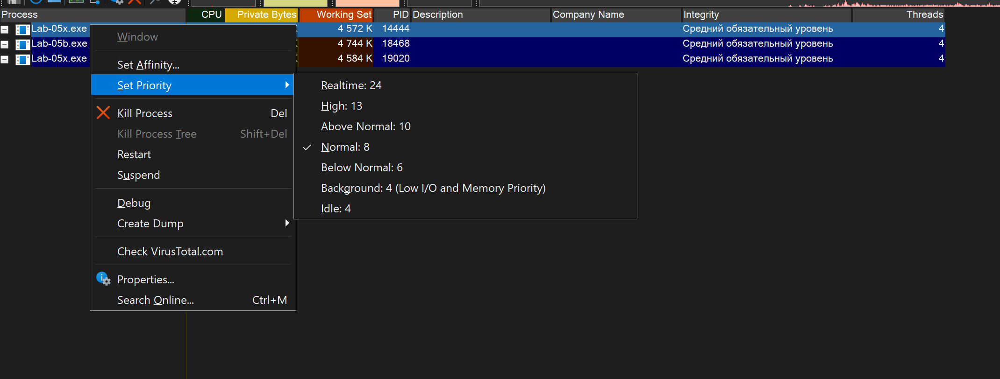 Process CPU Private Bytes Working Set PID Description Company Name Integrity Threads
Lab-05x.exe 4 572 K 14444 Средний обязательный уровень 4
Lab-05b.exe 4 744 K 18468 Средний обязательный уровень 4
Lab-05x.exe 4 584 K 19020 Средний обязательный уровень 4
Window
Set Affinity...
Set Priority
Kill Process Del
Kill Process Tree Shift+Del
Restart
Suspend
Debug
Create Dump
Check VirusTotal.com
Properties...
Search Online... Ctrl+M
Realtime: 24
High: 13
Above Normal: 10
Normal: 8
Below Normal: 6
Background: 4 (Low I/O and Memory Priority)
Idle: 4